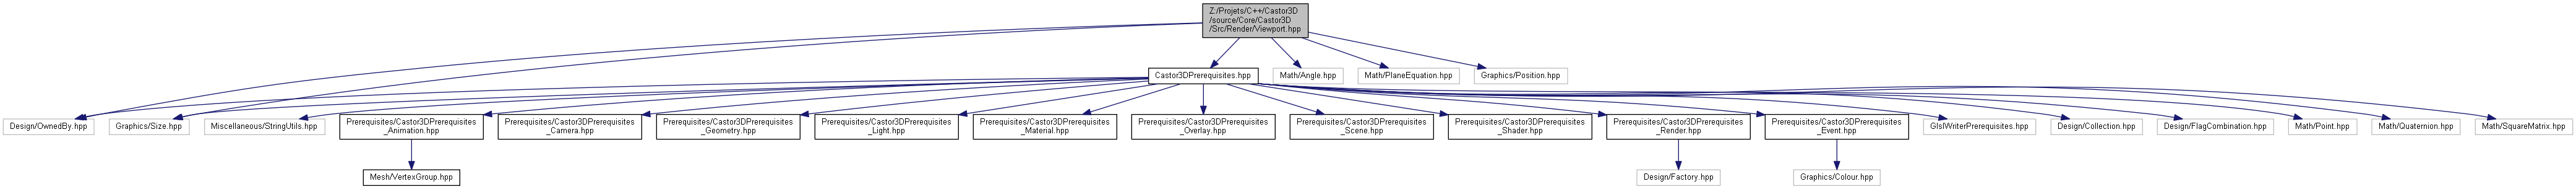 Z:/Projets/C++/Castor3D
/source/Core/Castor3D
/Src/Render/Viewport.hpp
Castor3DPrerequisites.hpp
Math/Angle.hpp
Math/PlaneEquation.hpp
Graphics/Position.hpp
Design/OwnedBy.hpp
Graphics/Size.hpp
Miscellaneous/StringUtils.hpp
Prerequisites/Castor3DPrerequisites
_Animation.hpp
Prerequisites/Castor3DPrerequisites
_Camera.hpp
Prerequisites/Castor3DPrerequisites
_Geometry.hpp
Prerequisites/Castor3DPrerequisites
_Light.hpp
Prerequisites/Castor3DPrerequisites
_Material.hpp
Prerequisites/Castor3DPrerequisites
_Overlay.hpp
Prerequisites/Castor3DPrerequisites
_Scene.hpp
Prerequisites/Castor3DPrerequisites
_Shader.hpp
Prerequisites/Castor3DPrerequisites
_Render.hpp
Prerequisites/Castor3DPrerequisites
_Event.hpp
GlslWriterPrerequisites.hpp
Design/Collection.hpp
Design/FlagCombination.hpp
Math/Point.hpp
Math/Quaternion.hpp
Math/SquareMatrix.hpp
Mesh/VertexGroup.hpp
Design/Factory.hpp
Graphics/Colour.hpp